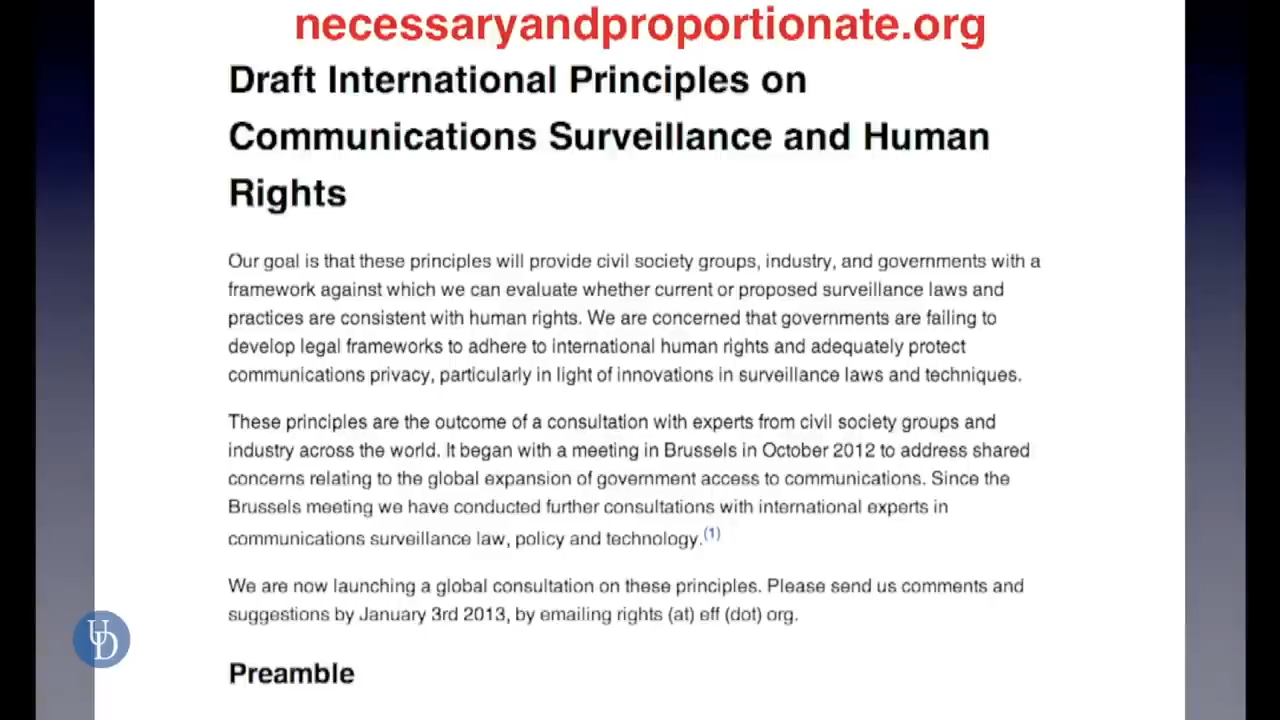 necessaryandproportionate.org
Draft International Principles on
Communications Surveillance and Human
Rights
Our goal is that these principles will provide civil society groups, industry, and governments with a
framework against which we can evaluate whether current or proposed surveillance laws and
practices are consistent with human rights. We are concerned that governments are failing to
develop legal frameworks to adhere to international human rights and adequately protect
communications privacy, particularly in light of innovations in surveillance laws and techniques.
These principles are the outcome of a consultation with experts from civil society groups and
industry across the world. It began with a meeting in Brussels in October 2012 to address shared
concerns relating to the global expansion of government access to communications. Since the
Brussels meeting we have conducted further consultations with international experts in
communications surveillance law, policy and technology.(1)
We are now launching a global consultation on these principles. Please send us comments and
suggestions by January 3rd 2013, by emailing rights (at) eff (dot) org.
UD
Preamble